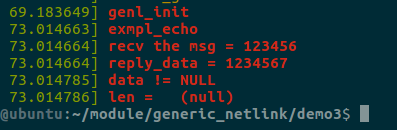 69.183649] genl_init
73.014663] exmpl_echo
73.014664] recv the msg = 123456
73.014664] reply_data = 1234567
73.014785] data != NULL
73.014786] len =   (null)
@ubuntu:~/module/generic_netlink/demo3$